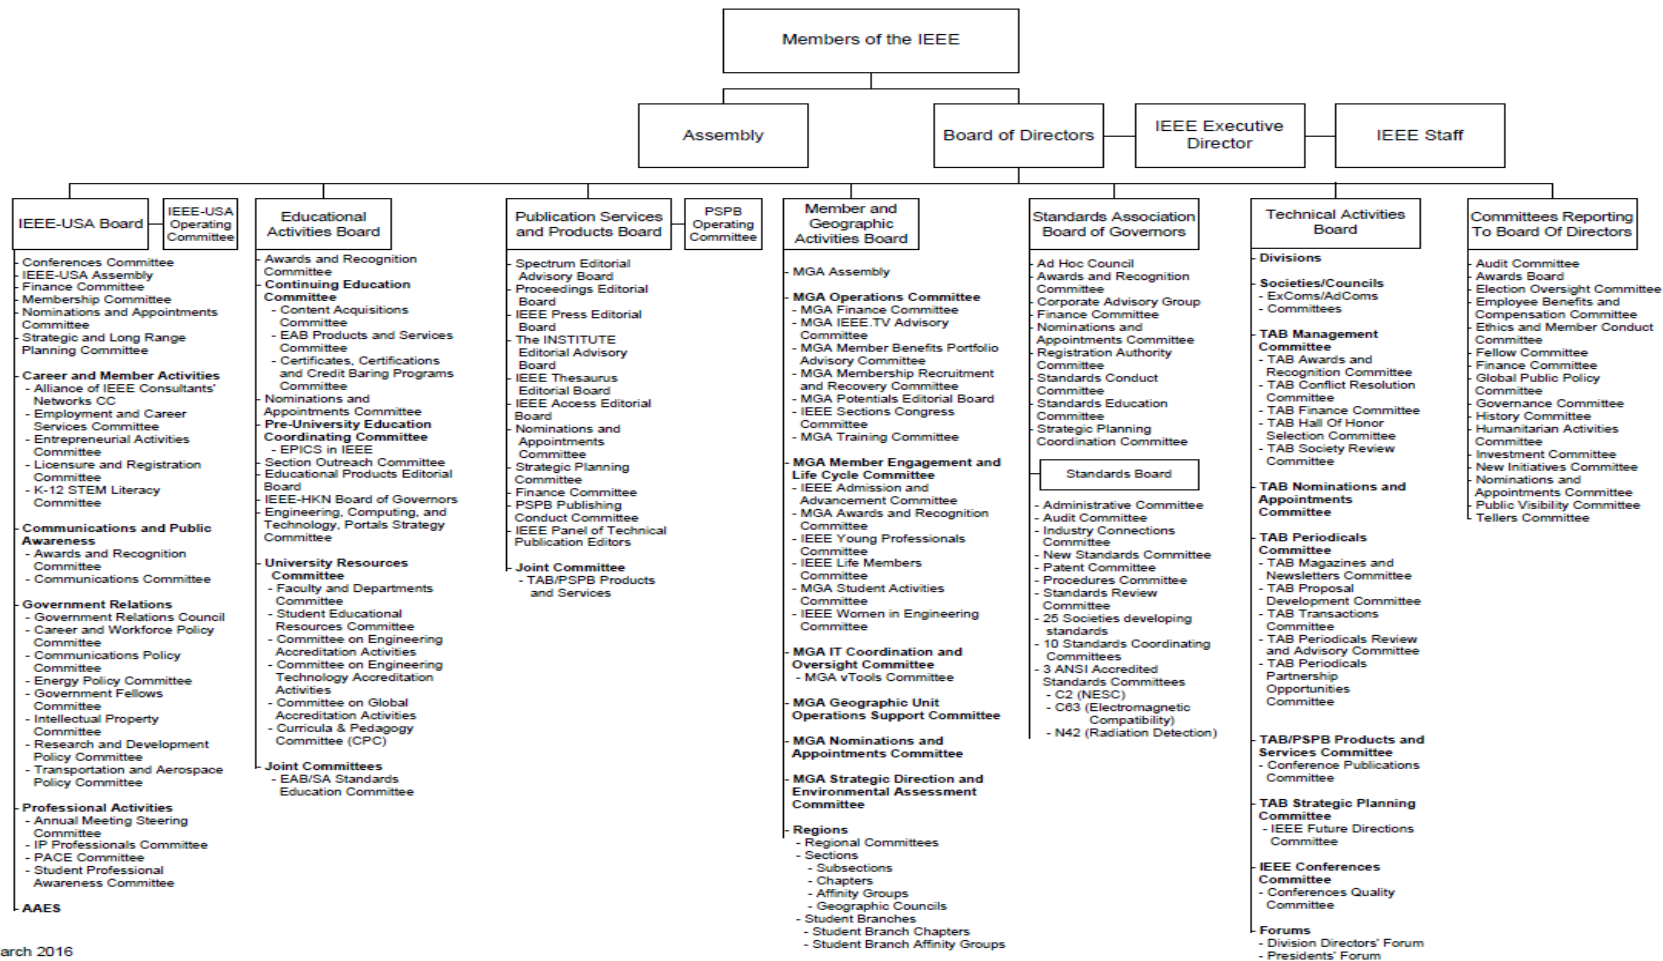 Members of the IEEE
Assembly
Board of Directors
IEEE Executive
Director
IEEE Staff
IEEE-USA Board
IEEE-USA
Operating
Committee
Educational
Activities Board
Publication Services
and Products Board
PSPB
Operating
Committee
Member and
Geographic
Activities Board
Standards Association
Board of Governors
Technical Activities
Board
Committees Reporting
To Board Of Directors
- Conferences Committee
- IEEE-USA Assembly
- Finance Committee
- Membership Committee
- Nominations and Appointments
Committee
- Strategic and Long Range
Planning Committee
- Career and Member Activities
- Alliance of IEEE Consultants'
Networks CC
- Employment and Career
Services Committee
- Entrepreneurial Activities
Committee
- Licensure and Registration
Committee
- K-12 STEM Literacy
Committee
- Communications and Public
Awareness
- Awards and Recognition
Committee
- Communications Committee
- Government Relations
- Government Relations Council
- Career and Workforce Policy
Committee
- Communications Policy
Committee
- Energy Policy Committee
- Government Fellows
Committee
- Intellectual Property
Committee
- Research and Development
Policy Committee
- Transportation and Aerospace
Policy Committee
- Professional Activities
- Annual Meeting Steering
Committee
- IP Professionals Committee
- PACE Committee
- Student Professional
Awareness Committee
- AAES
- Awards and Recognition
Committee
- Continuing Education
Committee
- Content Acquisitions
Committee
- EAB Products and Services
Committee
- Certificates, Certifications
and Credit Baring Programs
Committee
- Nominations and
Appointments Committee
- Pre-University Education
Coordinating Committee
- EPICS in IEEE
- Section Outreach Committee
- Educational Products Editorial
Board
- IEEE-HKN Board of Governors
- Engineering, Computing, and
Technology, Portals Strategy
Committee
- University Resources
Committee
- Faculty and Departments
Committee
- Student Educational
Resources Committee
- Committee on Engineering
Accreditation Activities
- Committee on Engineering
Technology Accreditation
Activities
- Committee on Global
Accreditation Activities
- Curricula & Pedagogy
Committee (CPC)
- Joint Committees
- EAB/SA Standards
Education Committee
- Spectrum Editorial
Advisory Board
- Proceedings Editorial
Board
- IEEE Press Editorial
Board
- The INSTITUTE
Editorial Advisory
Board
- IEEE Thesaurus
Editorial Board
- IEEE Access Editorial
Board
- Nominations and
Appointments
Committee
- Strategic Planning
Committee
- Finance Committee
- PSPB Publishing
Conduct Committee
- IEEE Panel of Technical
Publication Editors
- Joint Committee
- TAB/PSPB Products
and Services
- MGA Assembly
- MGA Operations Committee
- MGA Finance Committee
- MGA IEEE.TV Advisory
Committee
- MGA Member Benefits Portfolio
Advisory Committee
- MGA Membership Recruitment
and Recovery Committee
- MGA Potentials Editorial Board
- IEEE Sections Congress
Committee
- MGA Training Committee
- MGA Member Engagement and
Life Cycle Committee
- IEEE Admission and
Advancement Committee
- MGA Awards and Recognition
Committee
- IEEE Young Professionals
Committee
- IEEE Life Members
Committee
- MGA Student Activities
Committee
- IEEE Women in Engineering
Committee
- MGA IT Coordination and
Oversight Committee
- MGA vTools Committee
- MGA Geographic Unit
Operations Support Committee
- MGA Nominations and
Appointments Committee
- MGA Strategic Direction and
Environmental Assessment
Committee
- Regions
- Regional Committees
- Sections
- Subsections
- Chapters
- Affinity Groups
- Geographic Councils
- Student Branches
- Student Branch Chapters
- Student Branch Affinity Groups
- Ad Hoc Council
- Awards and Recognition
Committee
- Corporate Advisory Group
- Finance Committee
- Nominations and
Appointments Committee
- Registration Authority
Committee
- Standards Conduct
Committee
- Standards Education
Committee
- Strategic Planning
Coordination Committee
Standards Board
- Administrative Committee
- Audit Committee
- Industry Connections
Committee
- New Standards Committee
- Patent Committee
- Procedures Committee
- Standards Review
Committee
- 25 Societies developing
standards
- 10 Standards Coordinating
Committees
- 3 ANSI Accredited
Standards Committees
- C2 (NESC)
- C63 (Electromagnetic
Compatibility)
- N42 (Radiation Detection)
- Divisions
- Societies/Councils
- ExComs/AdComs
- Committees
- TAB Management
Committee
- TAB Awards and
Recognition Committee
- TAB Conflict Resolution
Committee
- TAB Finance Committee
- TAB Hall Of Honor
Selection Committee
- TAB Society Review
Committee
- TAB Nominations and
Appointments
Committee
- TAB Periodicals
Committee
- TAB Magazines and
Newsletters Committee
- TAB Proposal
Development Committee
- TAB Transactions
Committee
- TAB Periodicals Review
and Advisory Committee
- TAB Periodicals
Partnership
Opportunities
Committee
- TAB/PSPB Products and
Services Committee
- Conference Publications
Committee
- TAB Strategic Planning
Committee
- IEEE Future Directions
Committee
- IEEE Conferences
Committee
- Conferences Quality
Committee
- Forums
- Division Directors' Forum
- Presidents' Forum
- Audit Committee
- Awards Board
- Election Oversight Committee
- Employee Benefits and
Compensation Committee
- Ethics and Member Conduct
Committee
- Fellow Committee
- Finance Committee
- Global Public Policy
Committee
- Governance Committee
- History Committee
- Humanitarian Activities
Committee
- Investment Committee
- New Initiatives Committee
- Nominations and
Appointments Committee
- Public Visibility Committee
- Tellers Committee
arch 2016